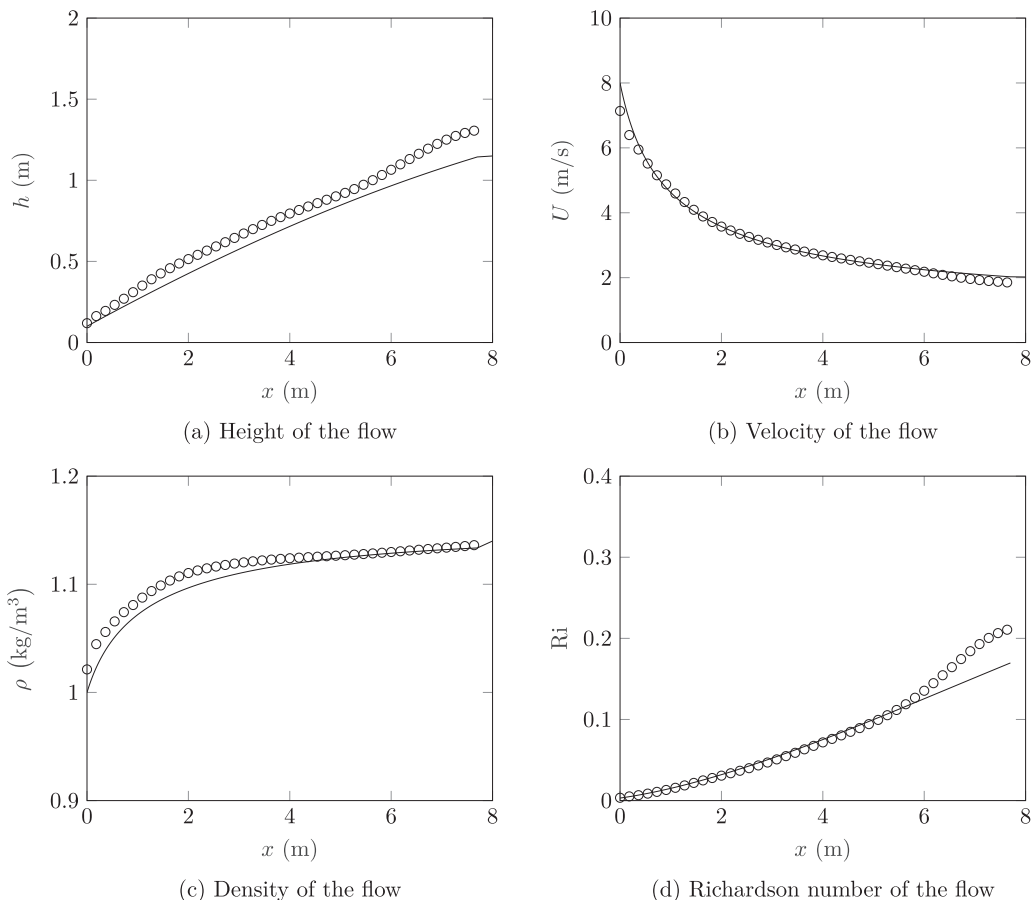 2
1.5
1
0.5
0
h (m)
0 2 4 6 8
x (m)
(a) Height of the flow
10
8
6
4
2
0
U (m/s)
0 2 4 6 8
x (m)
(b) Velocity of the flow
1.2
1.1
1
0.9
ρ (kg/m³)
0 2 4 6 8
x (m)
(c) Density of the flow
0.4
0.3
0.2
0.1
0
Ri
0 2 4 6 8
x (m)
(d) Richardson number of the flow